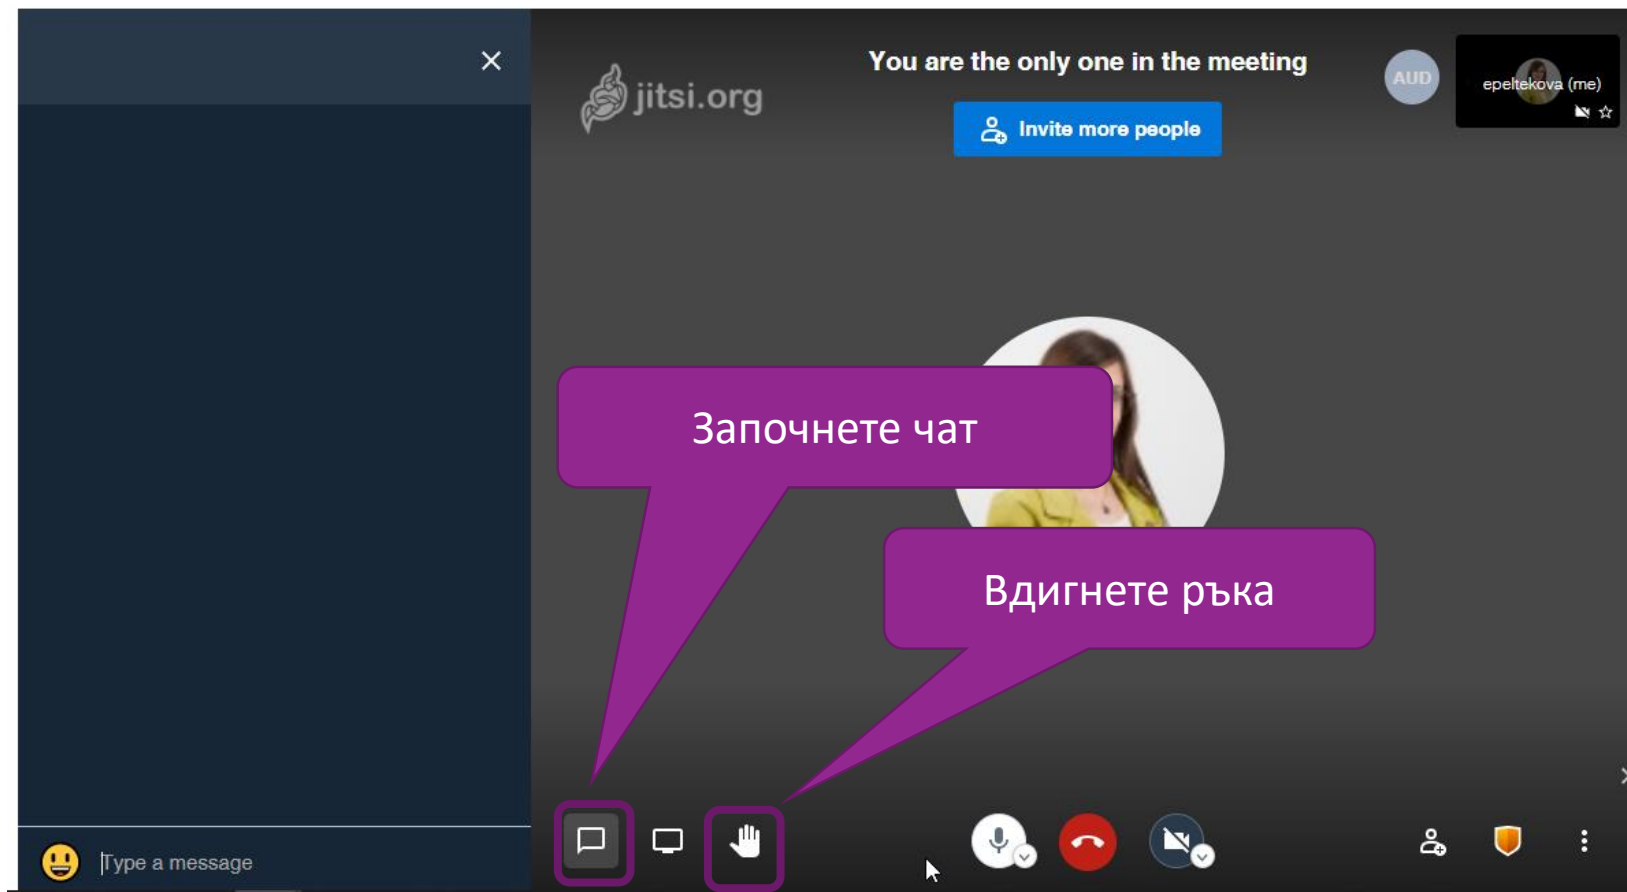 You are the only one in the meeting
jitsi.org
AUD
epeltekova (me)
Invite more people
Започнете чат
Вдигнете ръка
Type a message